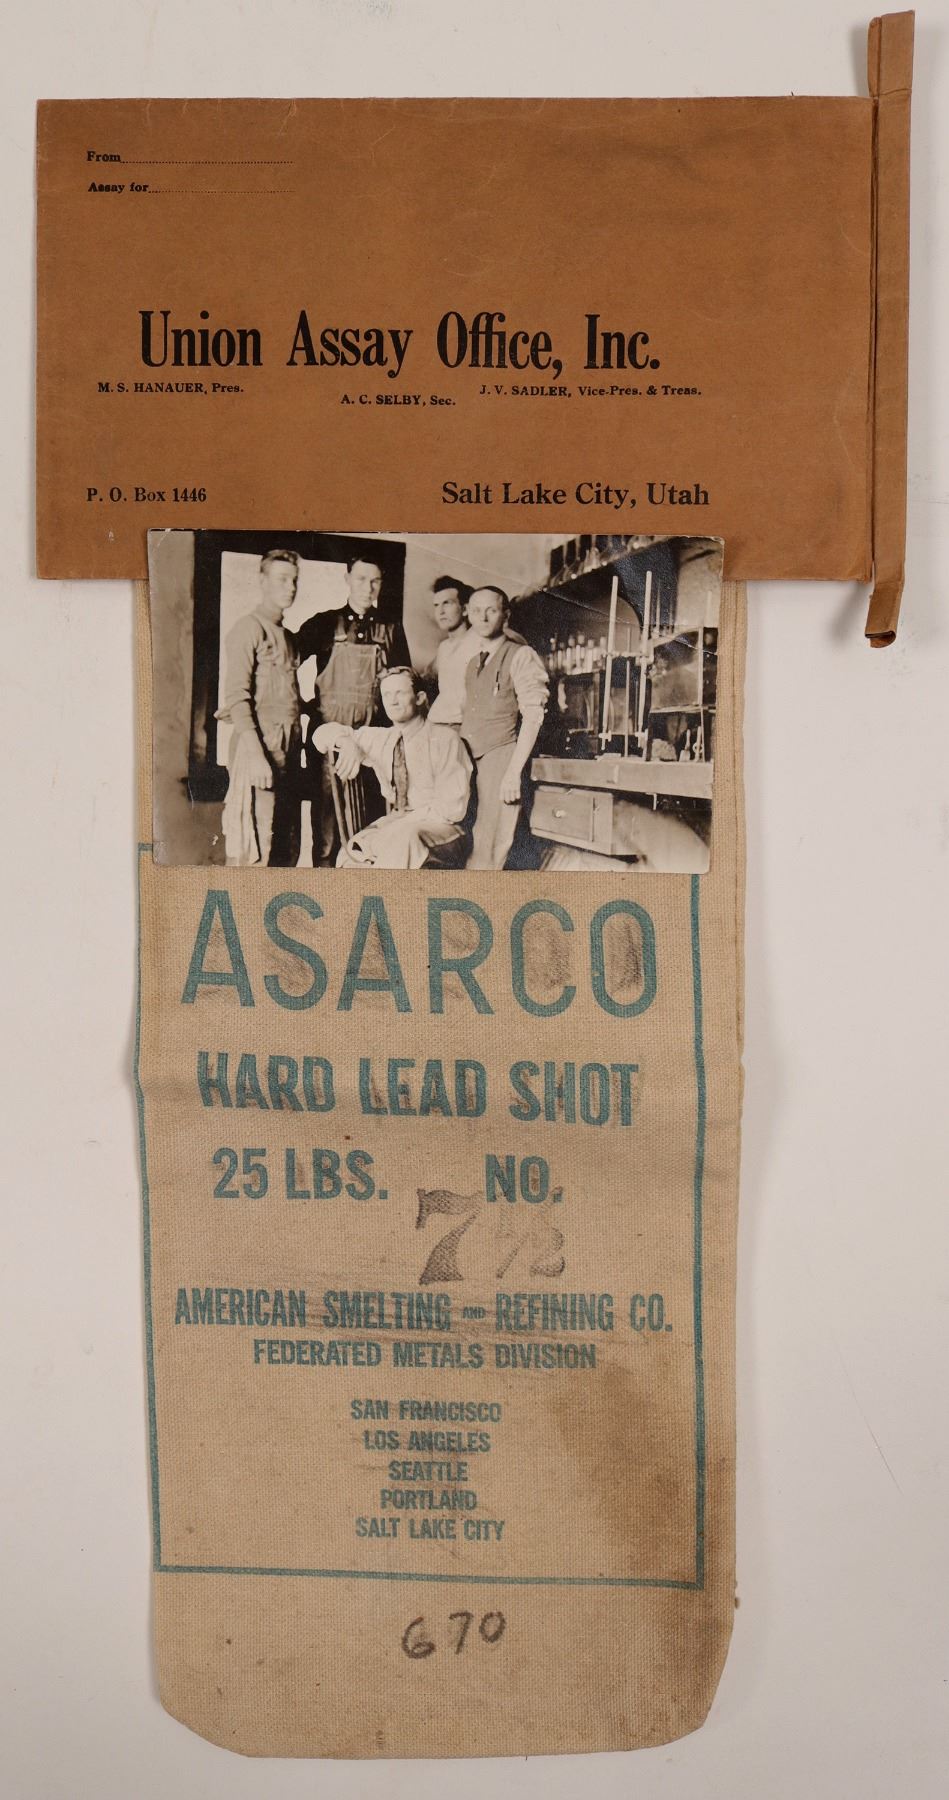 From
Assay for
Union Assay Office, Inc.
M. S. HANAUER, Pres.
A. C. SELBY, Sec.
J. V. SADLER, Vice-Pres. & Treas.
P. O. Box 1446
Salt Lake City, Utah
ASARCO
HARD LEAD SHOT
25 LBS. NO.
7 1/2
AMERICAN SMELTING AND REFINING CO.
FEDERATED METALS DIVISION
SAN FRANCISCO
LOS ANGELES
SEATTLE
PORTLAND
SALT LAKE CITY
670